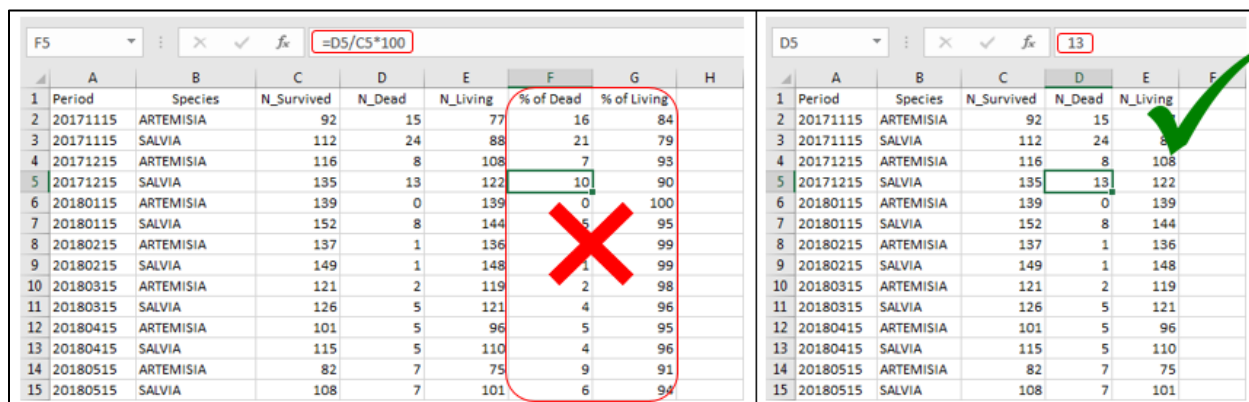 F5 fx =D5/C5*100
A B C D E F G H
1 Period Species N_Survived N_Dead N_Living % of Dead % of Living
2 20171115 ARTEMISIA 92 15 77 16 84
3 20171115 SALVIA 112 24 88 21 79
4 20171215 ARTEMISIA 116 8 108 7 93
5 20171215 SALVIA 135 13 122 10 90
6 20180115 ARTEMISIA 139 0 139 0 100
7 20180115 SALVIA 152 8 144 5 95
8 20180215 ARTEMISIA 137 1 136 99
9 20180215 SALVIA 149 1 148 1 99
10 20180315 ARTEMISIA 121 2 119 2 98
11 20180315 SALVIA 126 5 121 4 96
12 20180415 ARTEMISIA 101 5 96 5 95
13 20180415 SALVIA 115 5 110 4 96
14 20180515 ARTEMISIA 82 7 75 9 91
15 20180515 SALVIA 108 7 101 6 94
D5 fx 13
A B C D E F
1 Period Species N_Survived N_Dead N_Living
2 20171115 ARTEMISIA 92 15
3 20171115 SALVIA 112 24
4 20171215 ARTEMISIA 116 8 108
5 20171215 SALVIA 135 13 122
6 20180115 ARTEMISIA 139 0 139
7 20180115 SALVIA 152 8 144
8 20180215 ARTEMISIA 137 1 136
9 20180215 SALVIA 149 1 148
10 20180315 ARTEMISIA 121 2 119
11 20180315 SALVIA 126 5 121
12 20180415 ARTEMISIA 101 5 96
13 20180415 SALVIA 115 5 110
14 20180515 ARTEMISIA 82 7 75
15 20180515 SALVIA 108 7 101